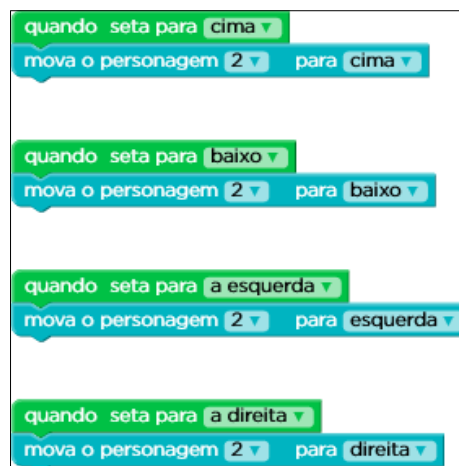 quando seta para cima
mova o personagem 2 para cima
quando seta para baixo
mova o personagem 2 para baixo
quando seta para a esquerda
mova o personagem 2 para esquerda
quando seta para a direita
mova o personagem 2 para direita